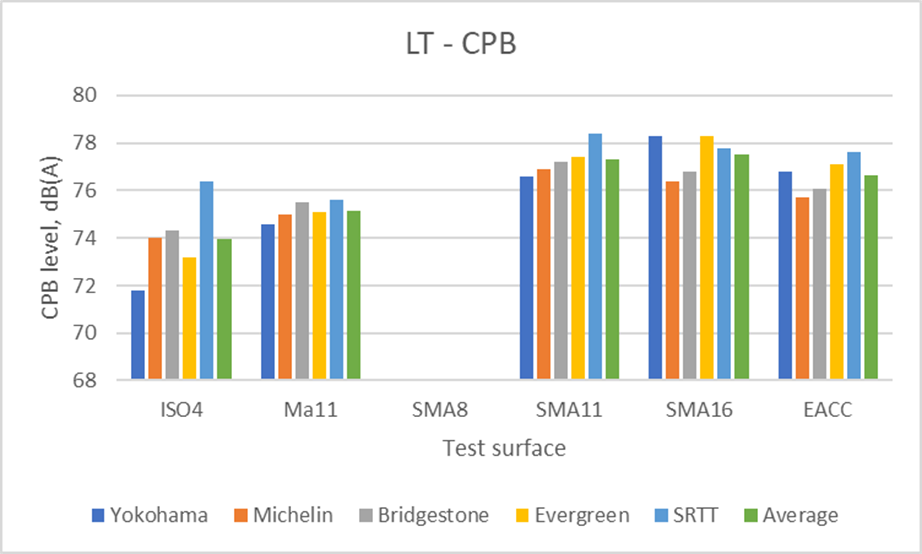 LT - CPB
CPB level, dB(A)
80
78
76
74
72
70
68
ISO4 Ma11 SMA8 SMA11 SMA16 EACC
Test surface
Yokohama Michelin Bridgestone Evergreen SRTT Average